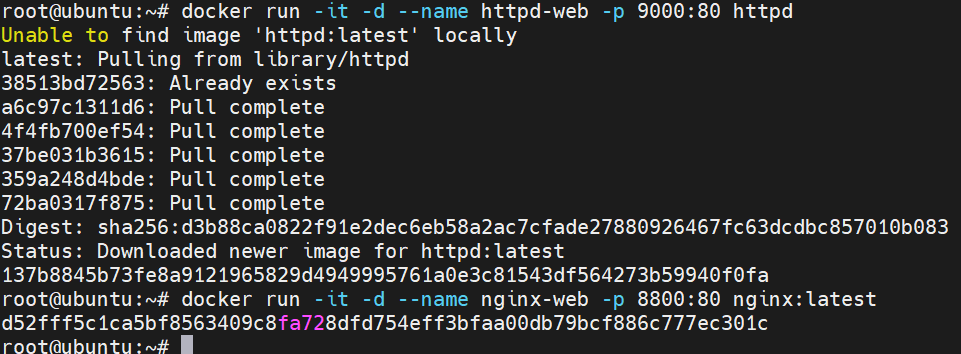 root@ubuntu:~# docker run -it -d --name httpd-web -p 9000:80 httpd
Unable to find image 'httpd:latest' locally
latest: Pulling from library/httpd
38513bd72563: Already exists
a6c97c1311d6: Pull complete
4f4fb700ef54: Pull complete
37be031b3615: Pull complete
359a248d4bde: Pull complete
72ba0317f875: Pull complete
Digest: sha256:d3b88ca0822f91e2dec6eb58a2ac7cfade27880926467fc63dcdbc857010b083
Status: Downloaded newer image for httpd:latest
137b8845b73fe8a9121965829d4949995761a0e3c81543df564273b59940f0fa
root@ubuntu:~# docker run -it -d --name nginx-web -p 8800:80 nginx:latest
d52fff5c1ca5bf8563409c8fa728dfd754eff3bfaa00db79bcf886c777ec301c
root@ubuntu:~#